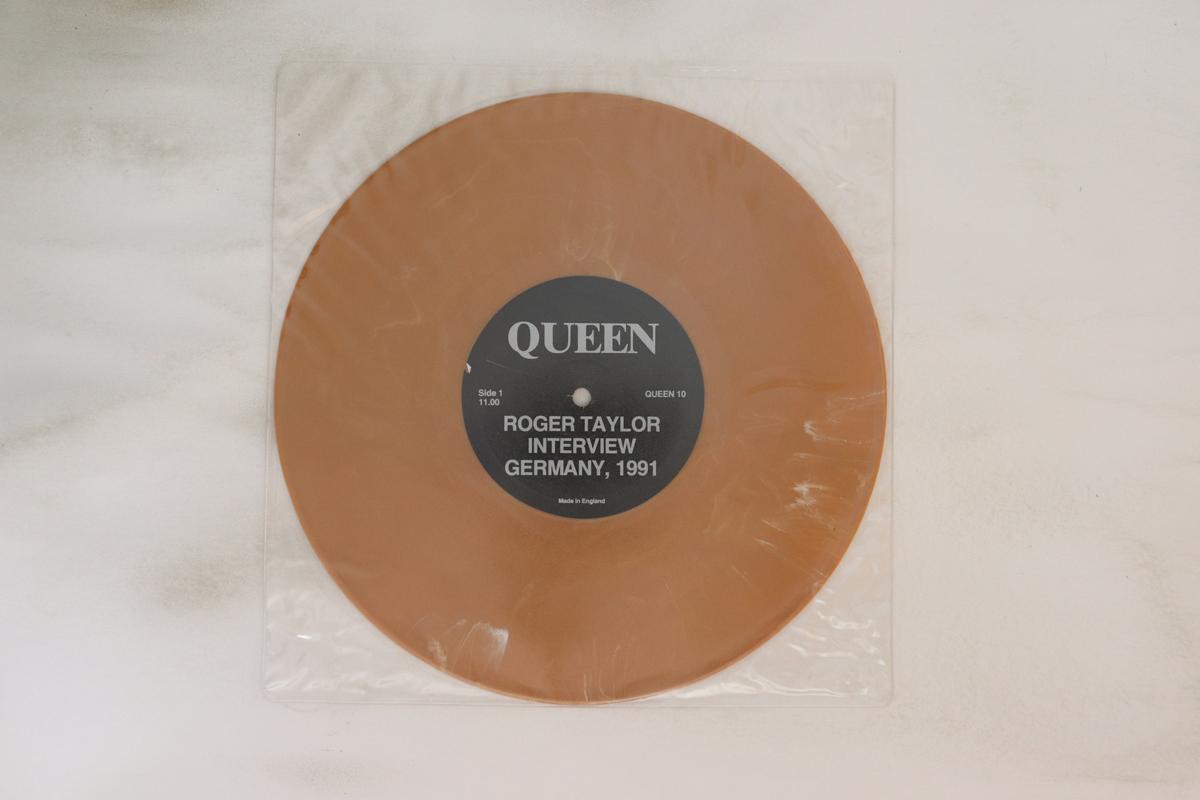 QUEEN
Side 1
11.00
QUEEN 10
ROGER TAYLOR
INTERVIEW
GERMANY, 1991
Made in England